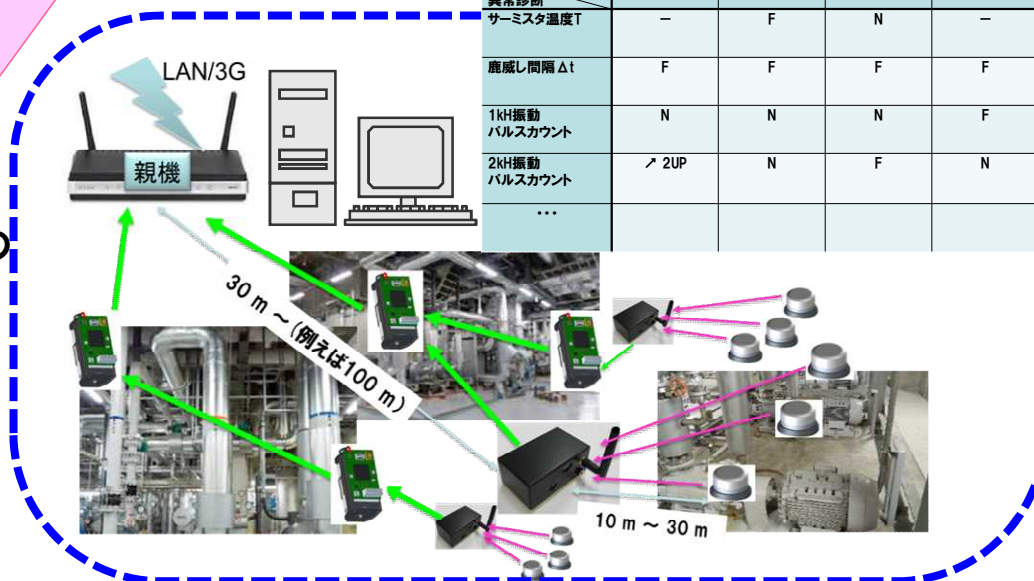 異常診断
サーミスタ温度T － F N －
鹿威し間隔Δt F F F F
1kH振動
パルスカウント N N N F
2kH振動
パルスカウント ↗ 2UP N F N
…
LAN/3G
親機
30 m ～ (例えば100 m)
10 m ～ 30 m